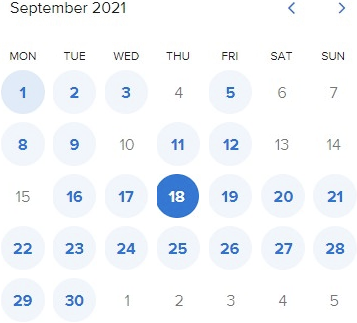 September 2021
MON TUE WED THU FRI SAT SUN
1 2 3 4 5 6 7
8 9 10 11 12 13 14
15 16 17 18 19 20 21
22 23 24 25 26 27 28
29 30 1 2 3 4 5